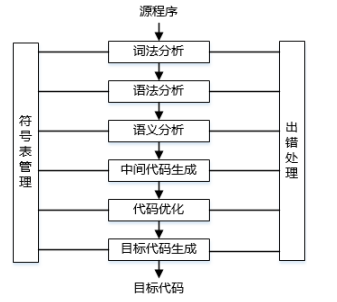 源程序
词法分析
语法分析
语义分析
中间代码生成
代码优化
目标代码生成
目标代码
符号表管理
出错处理